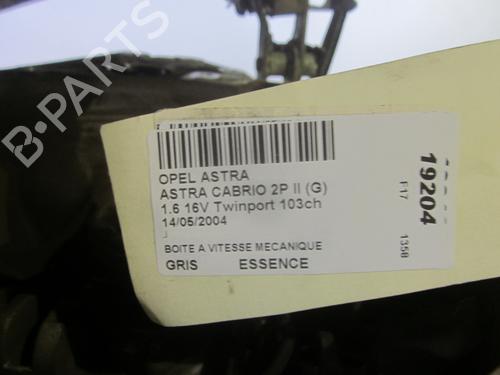 B-PARTS
OPEL ASTRA
ASTRA CABRIO 2P II (G)
1.6 16V Twinport 103ch
14/05/2004
BOITE A VITESSE MECANIQUE
GRIS ESSENCE
19204
F17
1358